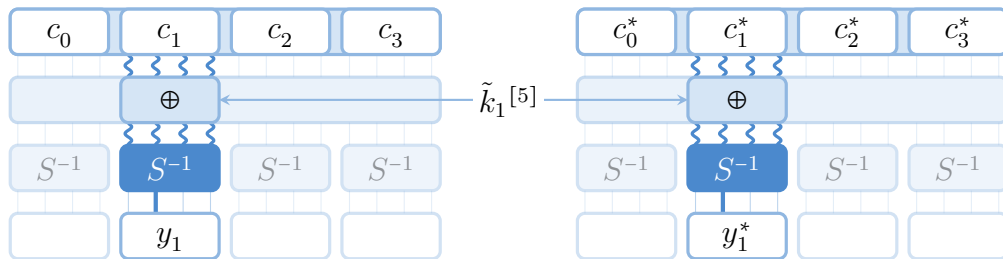 c₀ c₁ c₂ c₃ c₀* c₁* c₂* c₃*
⊕ k̃₁[5] ⊕
S⁻¹ S⁻¹ S⁻¹ S⁻¹ S⁻¹ S⁻¹ S⁻¹ S⁻¹
y₁ y₁*